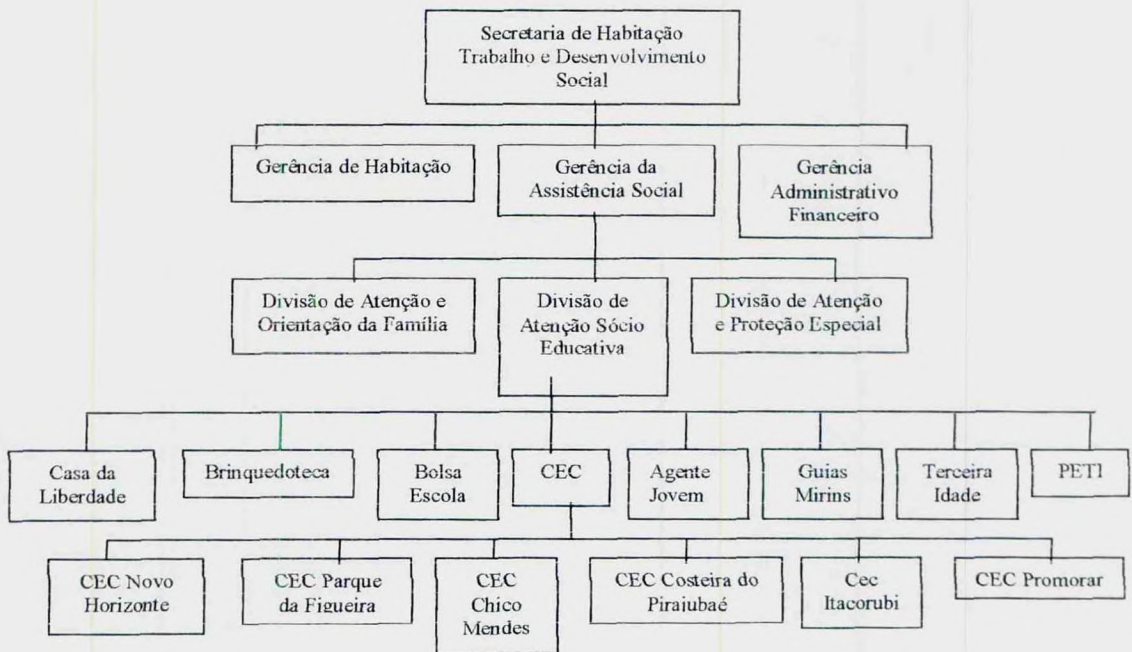 Secretaria de Habitação
Trabalho e Desenvolvimento
Social
Gerência de Habitação
Gerência da
Assistência Social
Gerência
Administrativo
Financeiro
Divisão de Atenção e
Orientação da Família
Divisão de
Atenção Sócio
Educativa
Divisão de Atenção
e Proteção Especial
Casa da
Liberdade
Brinquedoteca
Bolsa
Escola
CEC
Agente
Jovem
Guias
Mirins
Terceira
Idade
PETI
CEC Novo
Horizonte
CEC Parque
da Figueira
CEC
Chico
Mendes
CEC Costeira do
Pirajubaé
Cec
Itacorubi
CEC Promorar